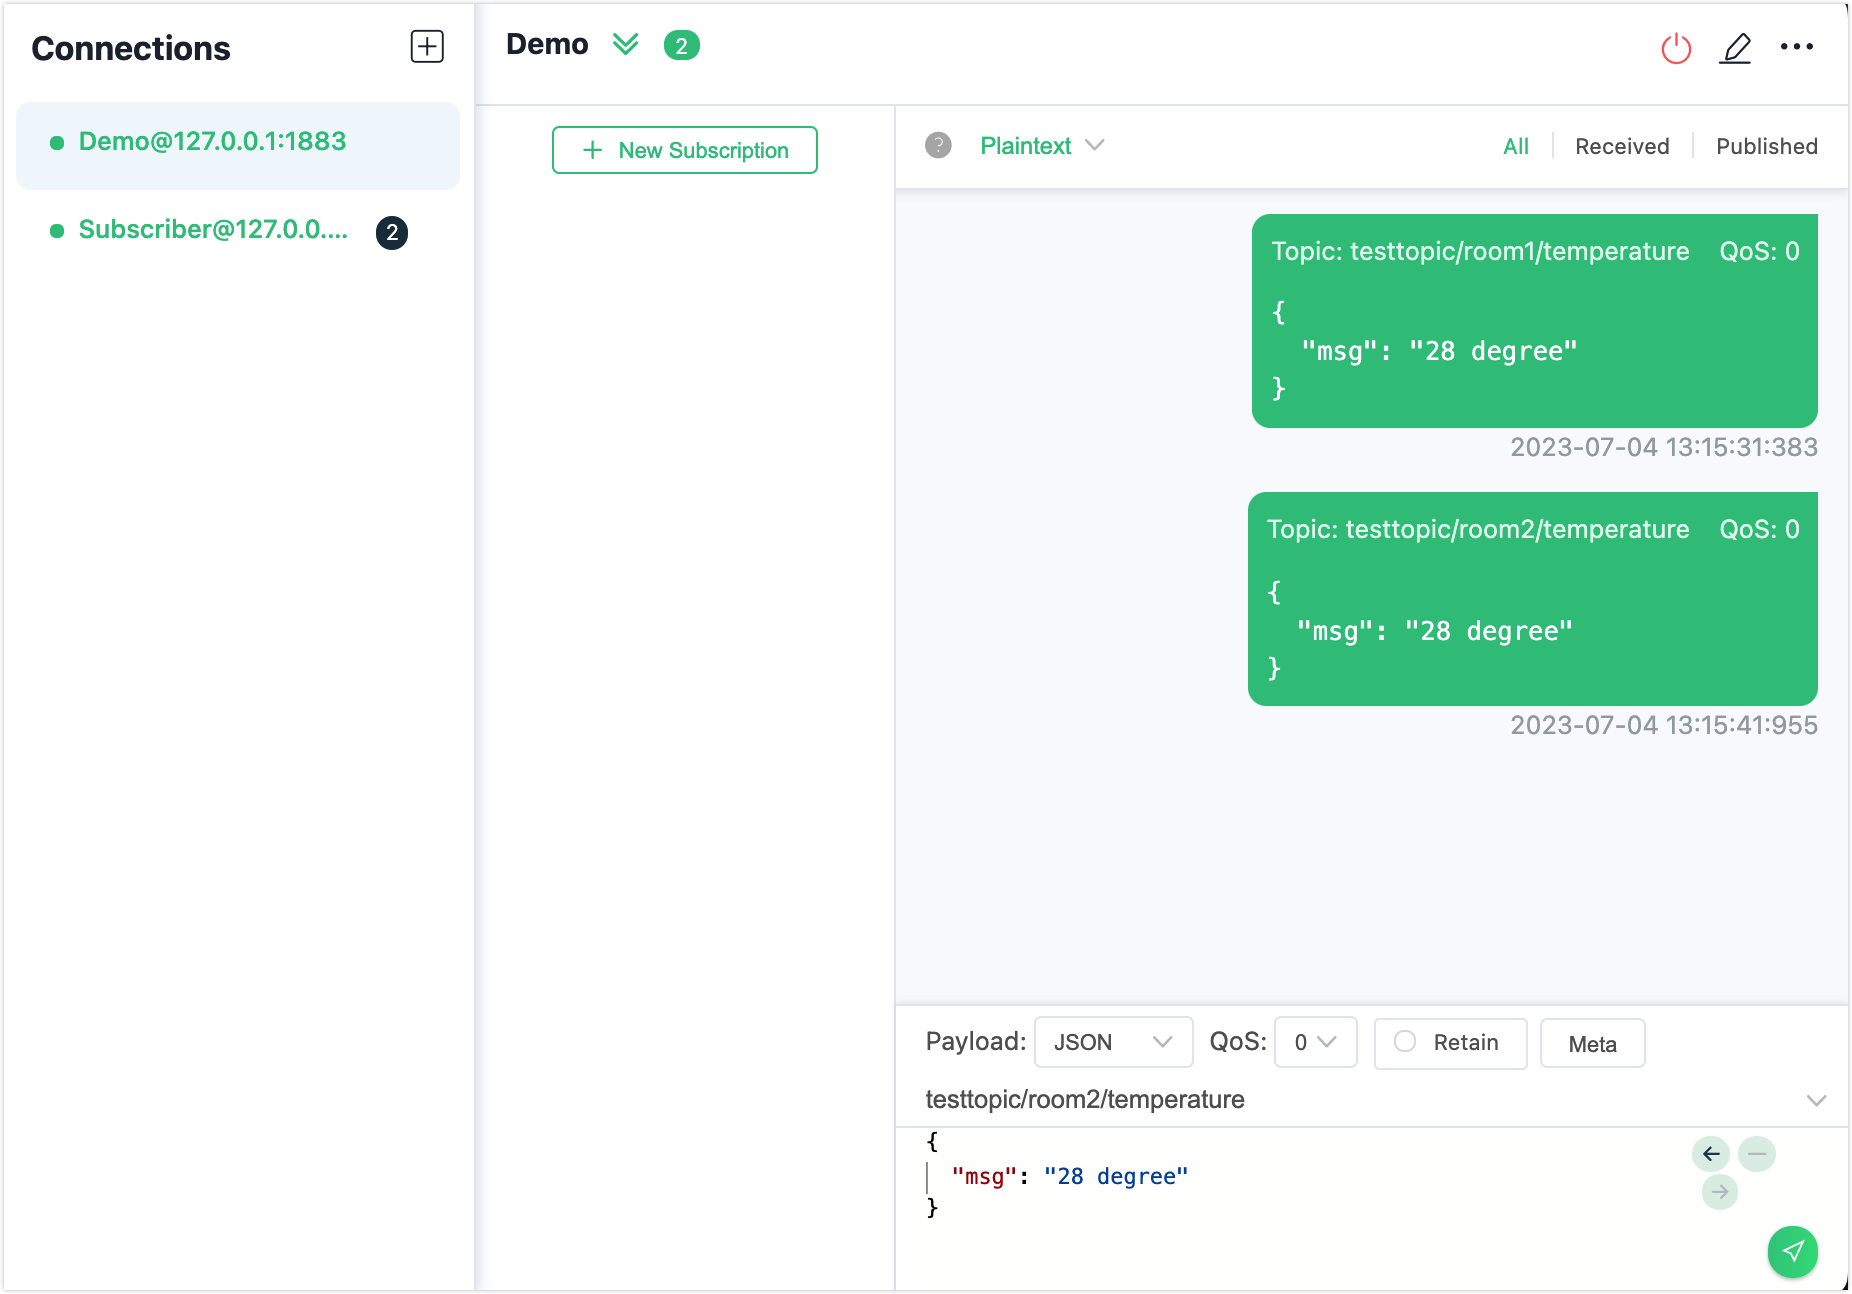 Connections
Demo@127.0.0.1:1883
Subscriber@127.0.0.... 2
Demo 2
+ New Subscription
? Plaintext
All Received Published
Topic: testtopic/room1/temperature QoS: 0
{
"msg": "28 degree"
}
2023-07-04 13:15:31:383
Topic: testtopic/room2/temperature QoS: 0
{
"msg": "28 degree"
}
2023-07-04 13:15:41:955
Payload: JSON QoS: 0 Retain Meta
testtopic/room2/temperature
{
"msg": "28 degree"
}